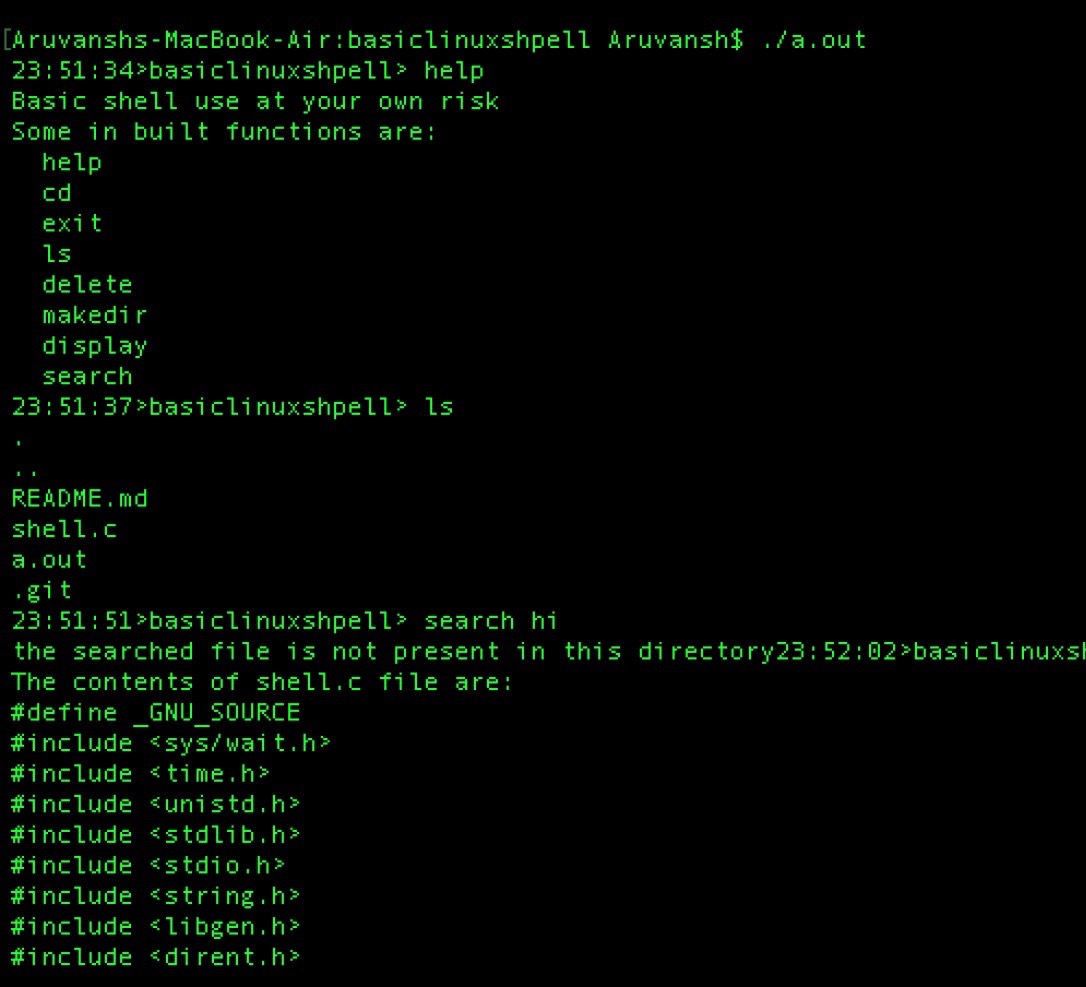 [Aruvanshs-MacBook-Air:basiclinuxshpell Aruvansh$ ./a.out
23:51:34>basiclinuxshpell> help
Basic shell use at your own risk
Some in built functions are:
  help
  cd
  exit
  ls
  delete
  makedir
  display
  search
23:51:37>basiclinuxshpell> ls
.
..
README.md
shell.c
a.out
.git
23:51:51>basiclinuxshpell> search hi
the searched file is not present in this directory23:52:02>basiclinuxsh
The contents of shell.c file are:
#define _GNU_SOURCE
#include <sys/wait.h>
#include <time.h>
#include <unistd.h>
#include <stdlib.h>
#include <stdio.h>
#include <string.h>
#include <libgen.h>
#include <dirent.h>